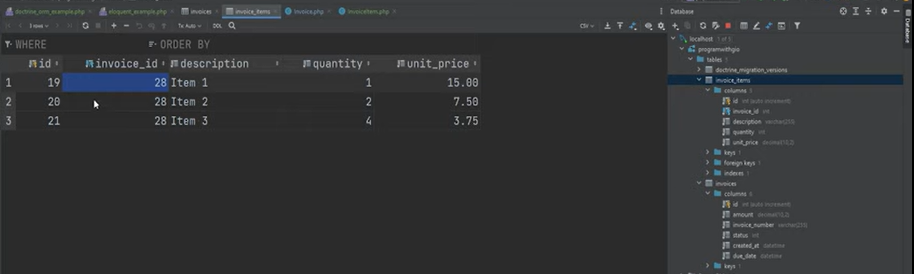 doctrine_orm_example.php eloquent_example.php invoices invoice_items Invoice.php InvoiceItem.php
Tx: Auto DDL CSV
WHERE ORDER BY
id invoice_id description quantity unit_price
1 19 28 Item 1 1 15.00
2 20 28 Item 2 2 7.50
3 21 28 Item 3 4 3.75
Database
localhost 1 of 5
programwithgio
tables 2
doctrine_migration_versions
invoice_items
columns 5
id int (auto increment)
invoice_id int
description varchar(255)
quantity int
unit_price decimal(10,2)
keys 1
foreign keys 1
indexes 1
invoices
columns 6
id int (auto increment)
amount decimal(10,2)
invoice_number varchar(255)
status int
created_at datetime
due_date datetime
keys 1
Database